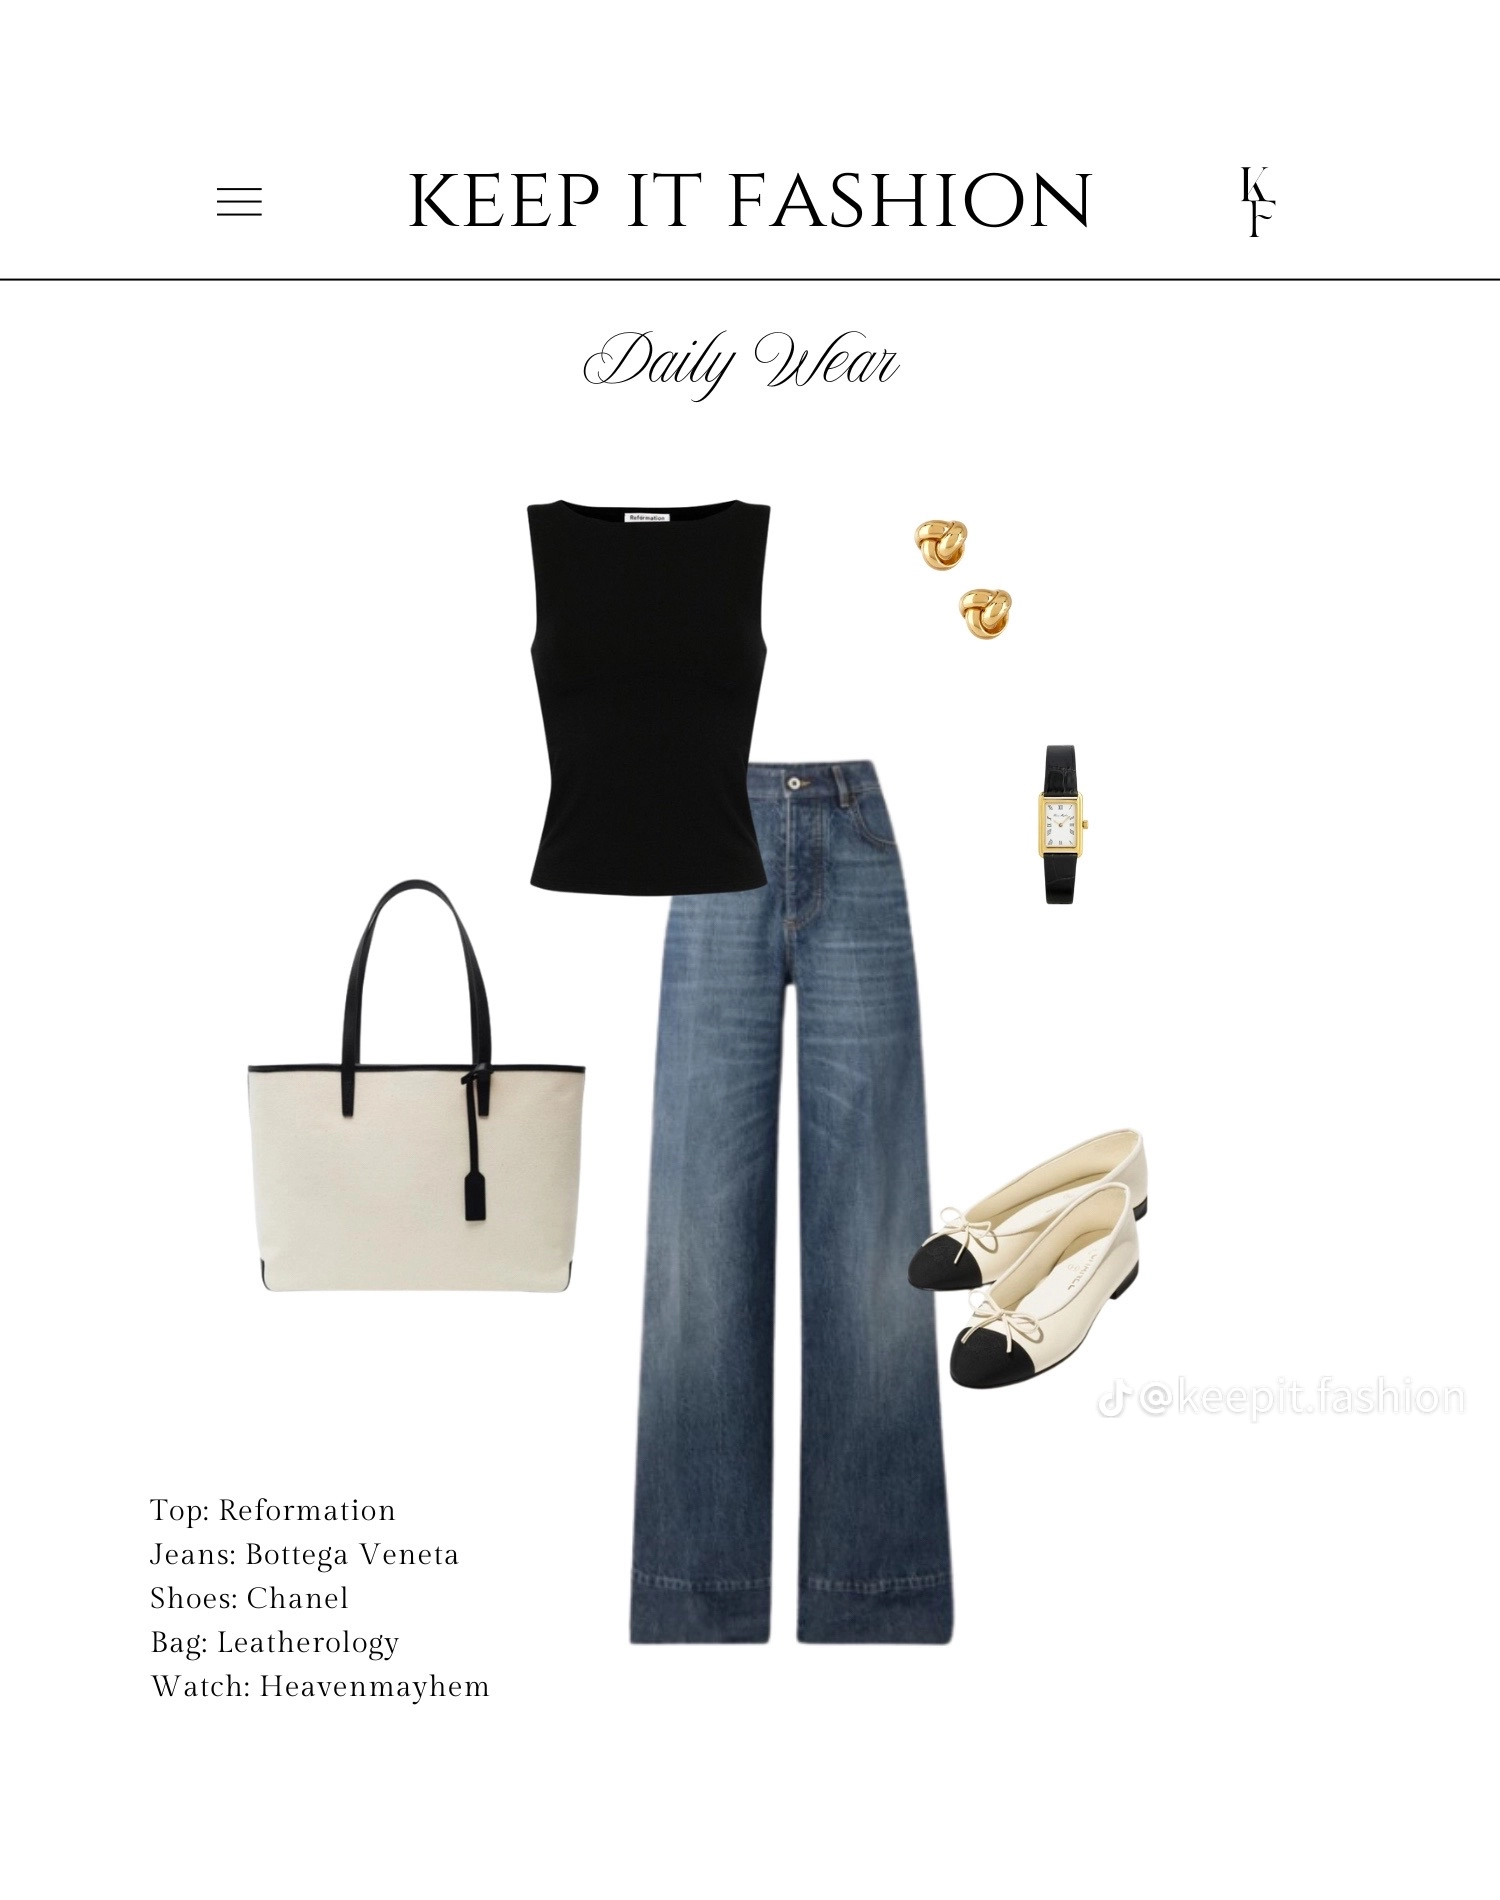 KEEP IT FASHION
KF
Daily Wear
Reformation
CHANEL
@keepit.fashion
Top: Reformation
Jeans: Bottega Veneta
Shoes: Chanel
Bag: Leatherology
Watch: Heavenmayhem